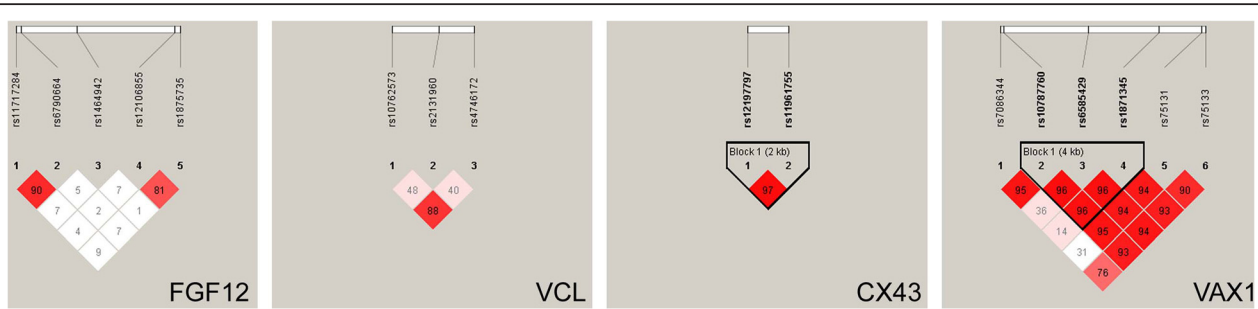 rs11717284
rs6790664
rs1464942
rs12106855
rs1875735
1 2 3 4 5
90 5 7 81
7 2 1
4 7
9
FGF12
rs10762573
rs2131960
rs4746172
1 2 3
48 40
88
VCL
rs12197797
rs11961755
Block 1 (2 kb)
1 2
97
CX43
rs7086344
rs10787760
rs6585429
rs1871345
rs75131
rs75133
Block 1 (4 kb)
1 2 3 4 5 6
95 96 96 94 90
36 96 94 93
14 95 94
31 93
76
VAX1